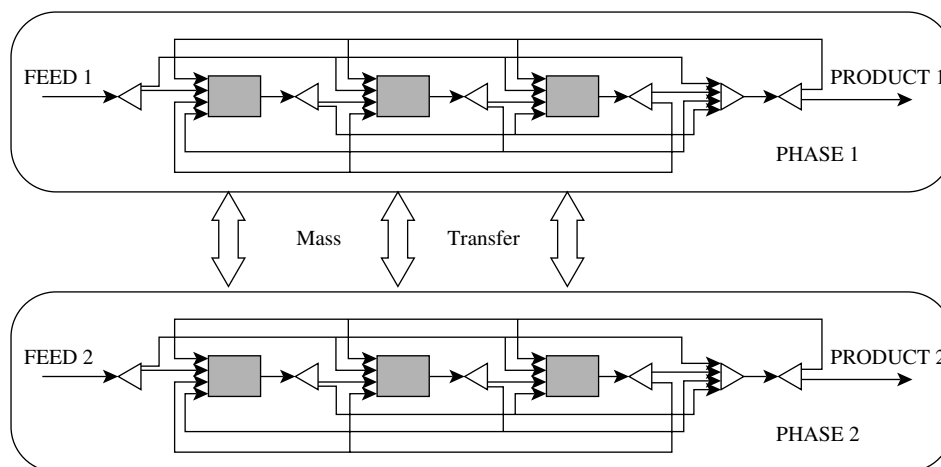 FEED 1
PRODUCT 1
PHASE 1
Mass Transfer
FEED 2
PRODUCT 2
PHASE 2